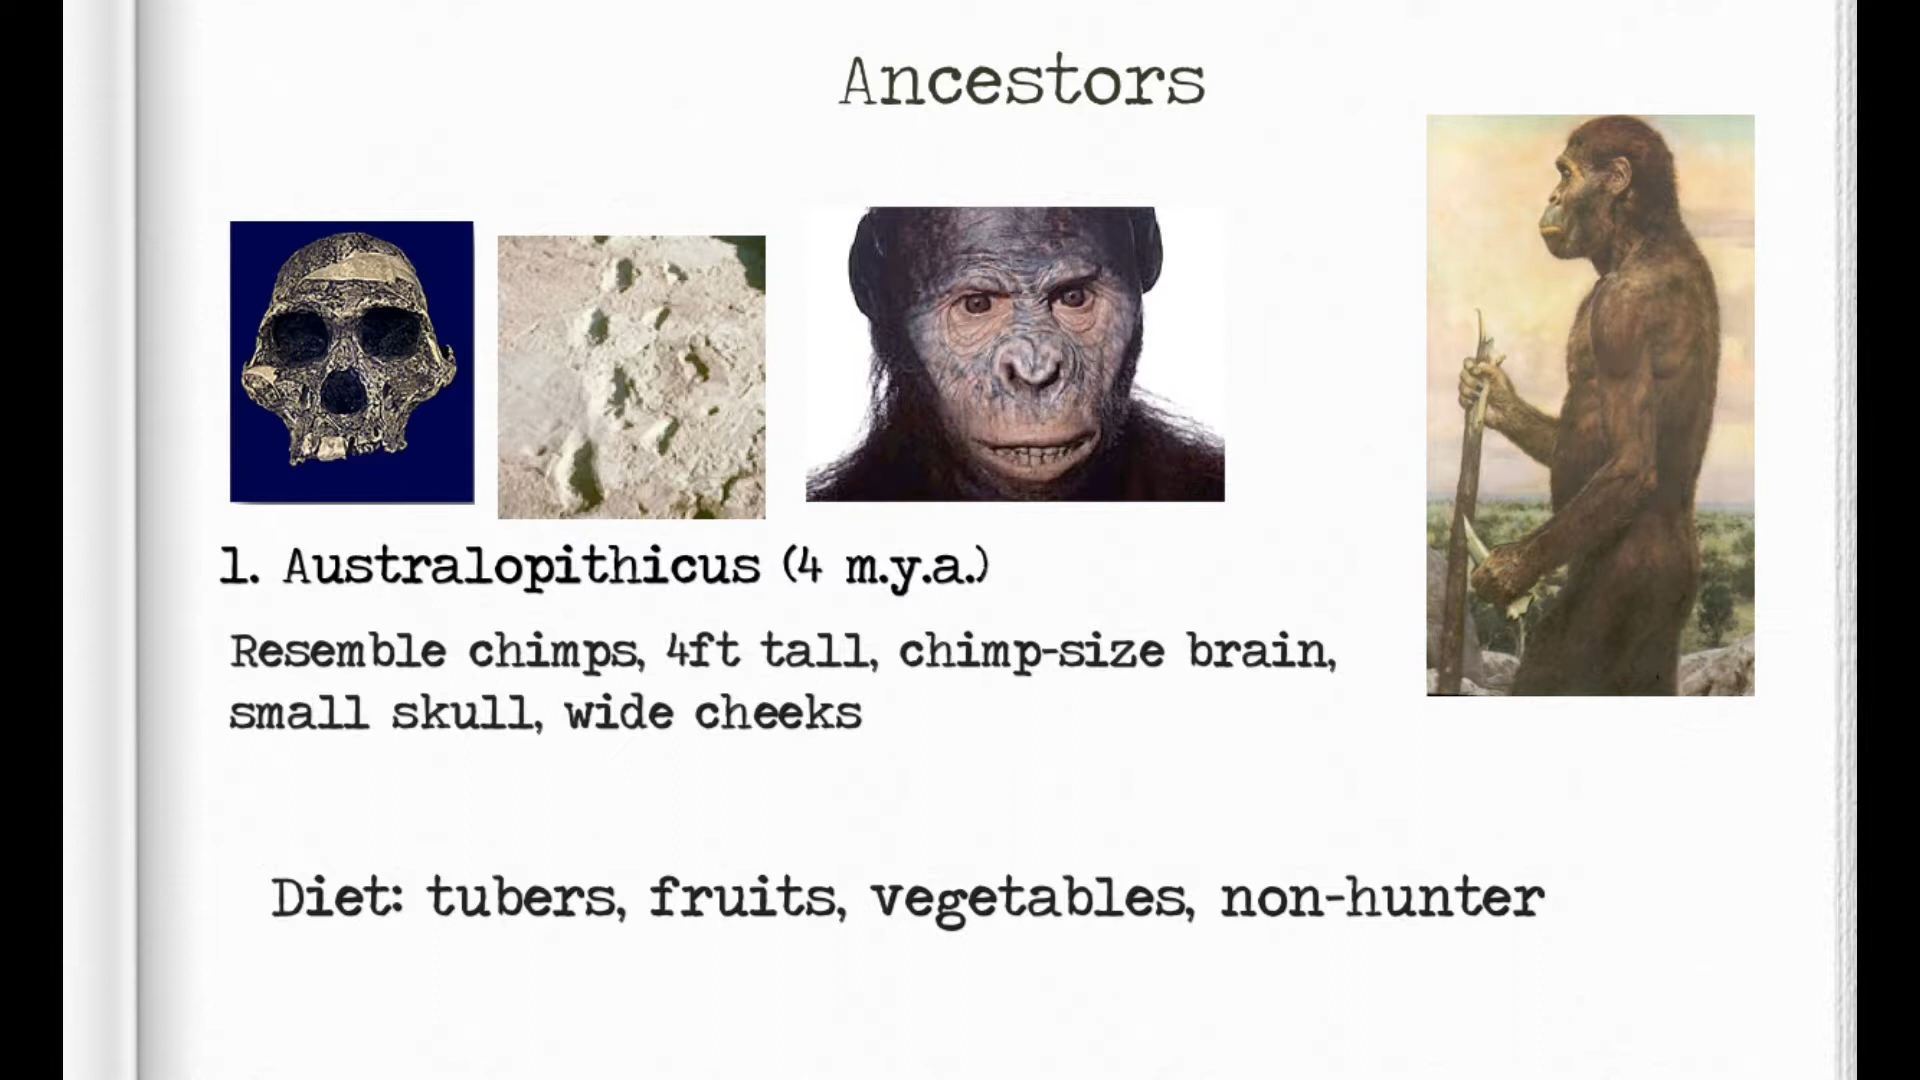 Ancestors
1. Australopithicus (4 m.y.a.)
Resemble chimps, 4ft tall, chimp-size brain,
small skull, wide cheeks
Diet: tubers, fruits, vegetables, non-hunter